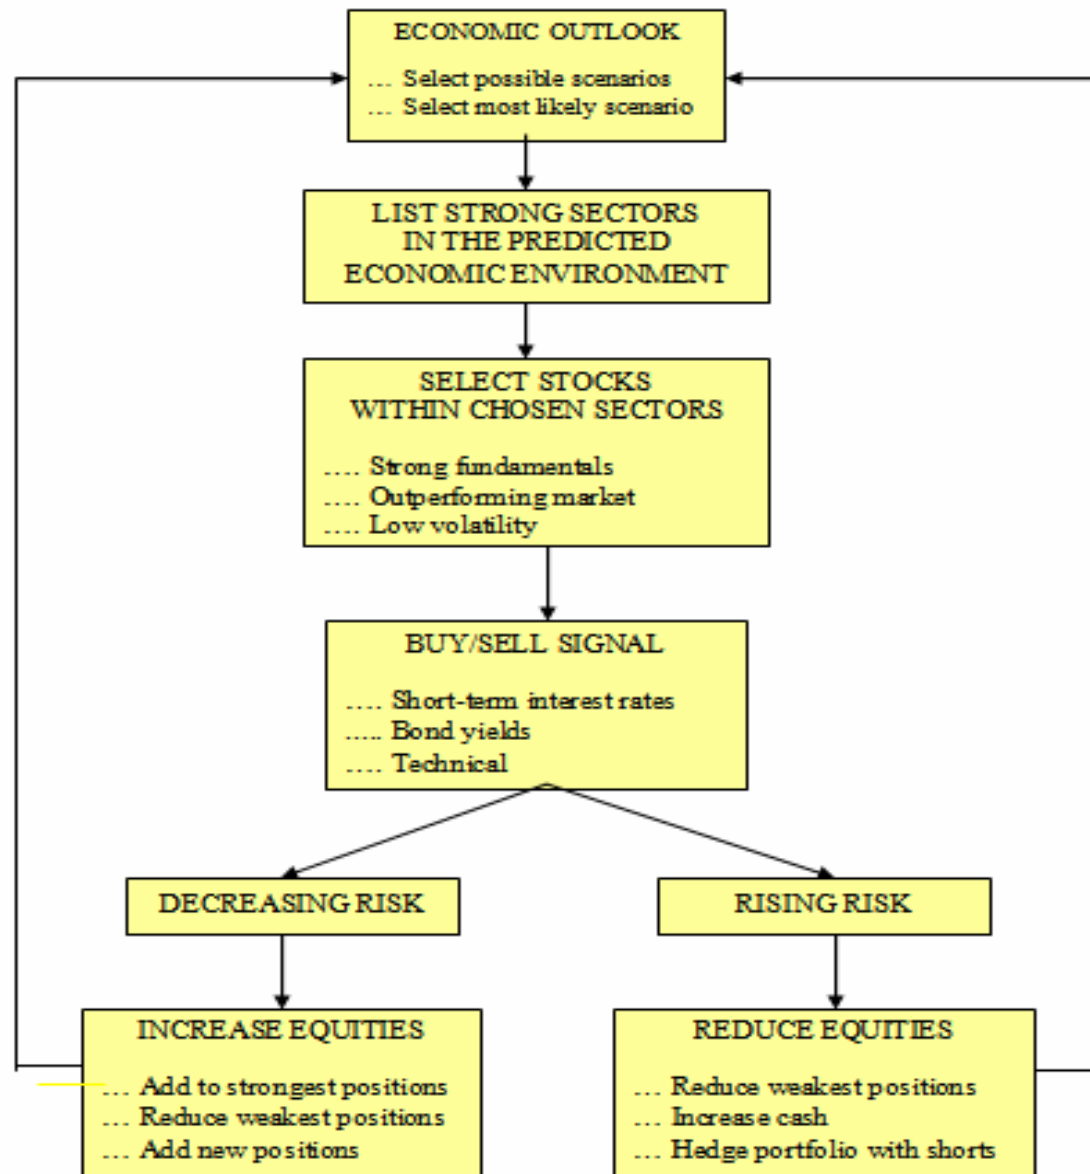 ECONOMIC OUTLOOK
… Select possible scenarios
… Select most likely scenario
LIST STRONG SECTORS
IN THE PREDICTED
ECONOMIC ENVIRONMENT
SELECT STOCKS
WITHIN CHOSEN SECTORS
…. Strong fundamentals
…. Outperforming market
…. Low volatility
BUY/SELL SIGNAL
…. Short-term interest rates
….. Bond yields
…. Technical
DECREASING RISK
RISING RISK
INCREASE EQUITIES
… Add to strongest positions
… Reduce weakest positions
… Add new positions
REDUCE EQUITIES
… Reduce weakest positions
… Increase cash
… Hedge portfolio with shorts